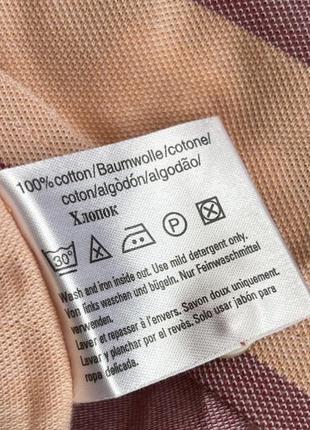 100%cotton/Baumwolle/cotone/
coton/algòdón/algodão/
Хлопок
30°
P
Wash and iron inside out. Use mild detergent only.
Von links waschen und bügeln. Nur Feinwaschmittel
verwenden.
Lavar et repasser à l'envers. Savon doux uniquement.
Lavar y planchar por el revés. Solo usar jabón para
ropa delicada.